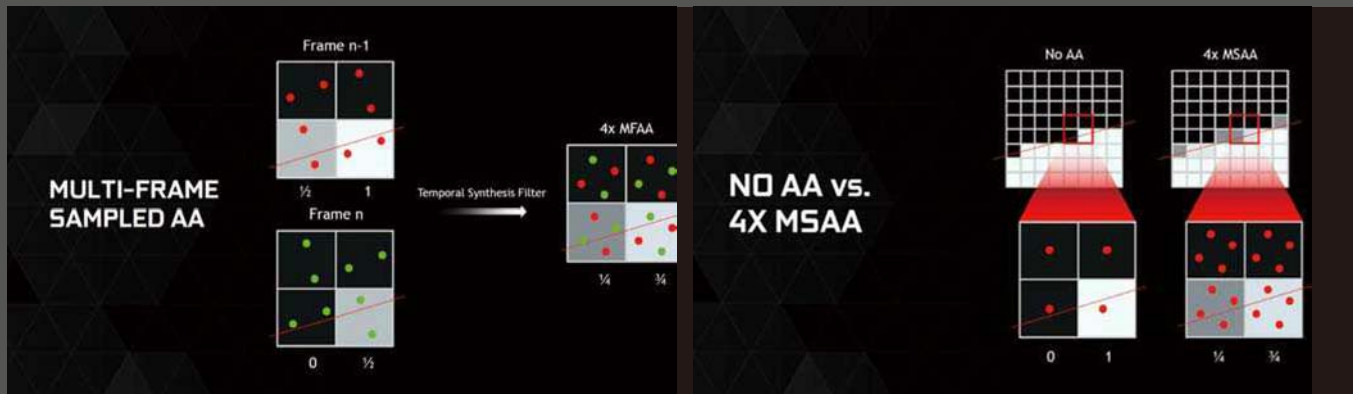 MULTI-FRAME
SAMPLED AA
Frame n-1
½ 1
Frame n
0 ½
Temporal Synthesis Filter
4x MFAA
¼ ¾
NO AA vs.
4X MSAA
No AA
0 1
4x MSAA
¼ ¾